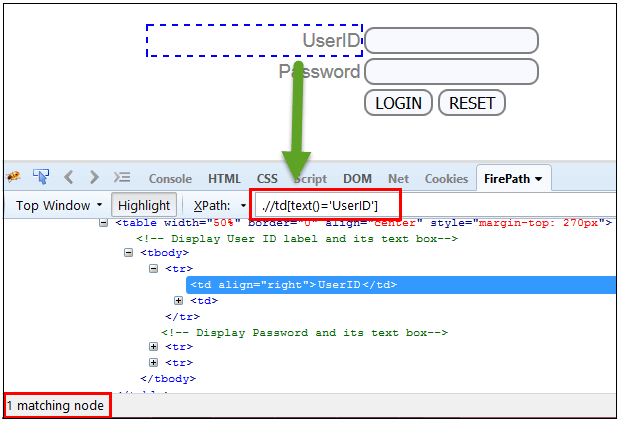 UserID
Password
LOGIN RESET
Console HTML CSS Script DOM Net Cookies FirePath
Top Window Highlight XPath: .//td[text()='UserID']
<table width="50%" border="0" align="center" style="margin-top: 270px">
<!-- Display User ID label and its text box-->
<tbody>
<tr>
<td align="right">UserID</td>
<td>
</tr>
<!-- Display Password and its text box-->
<tr>
<tr>
</tbody>
1 matching node